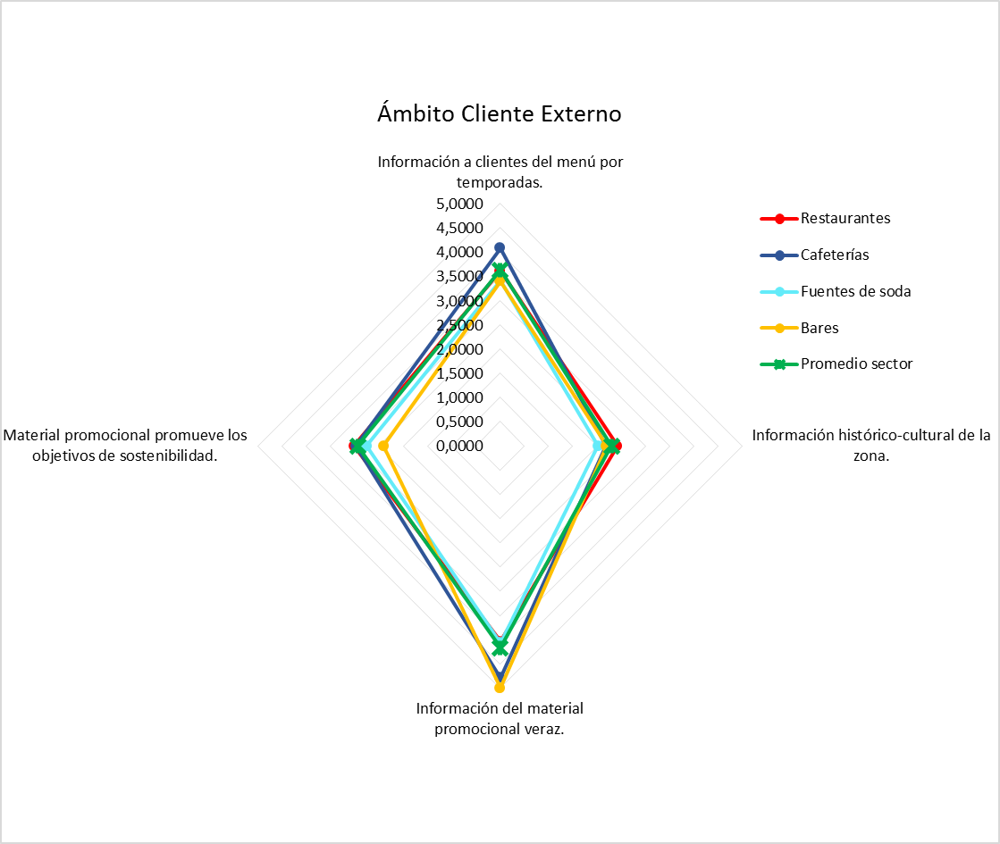 Ámbito Cliente Externo
Información a clientes del menú por
temporadas.
5,0000
4,5000
4,0000
3,5000
3,0000
2,5000
2,0000
1,5000
1,0000
0,5000
0,0000
Restaurantes
Cafeterías
Fuentes de soda
Bares
Promedio sector
Material promocional promueve los
objetivos de sostenibilidad.
Información histórico-cultural de la
zona.
Información del material
promocional veraz.